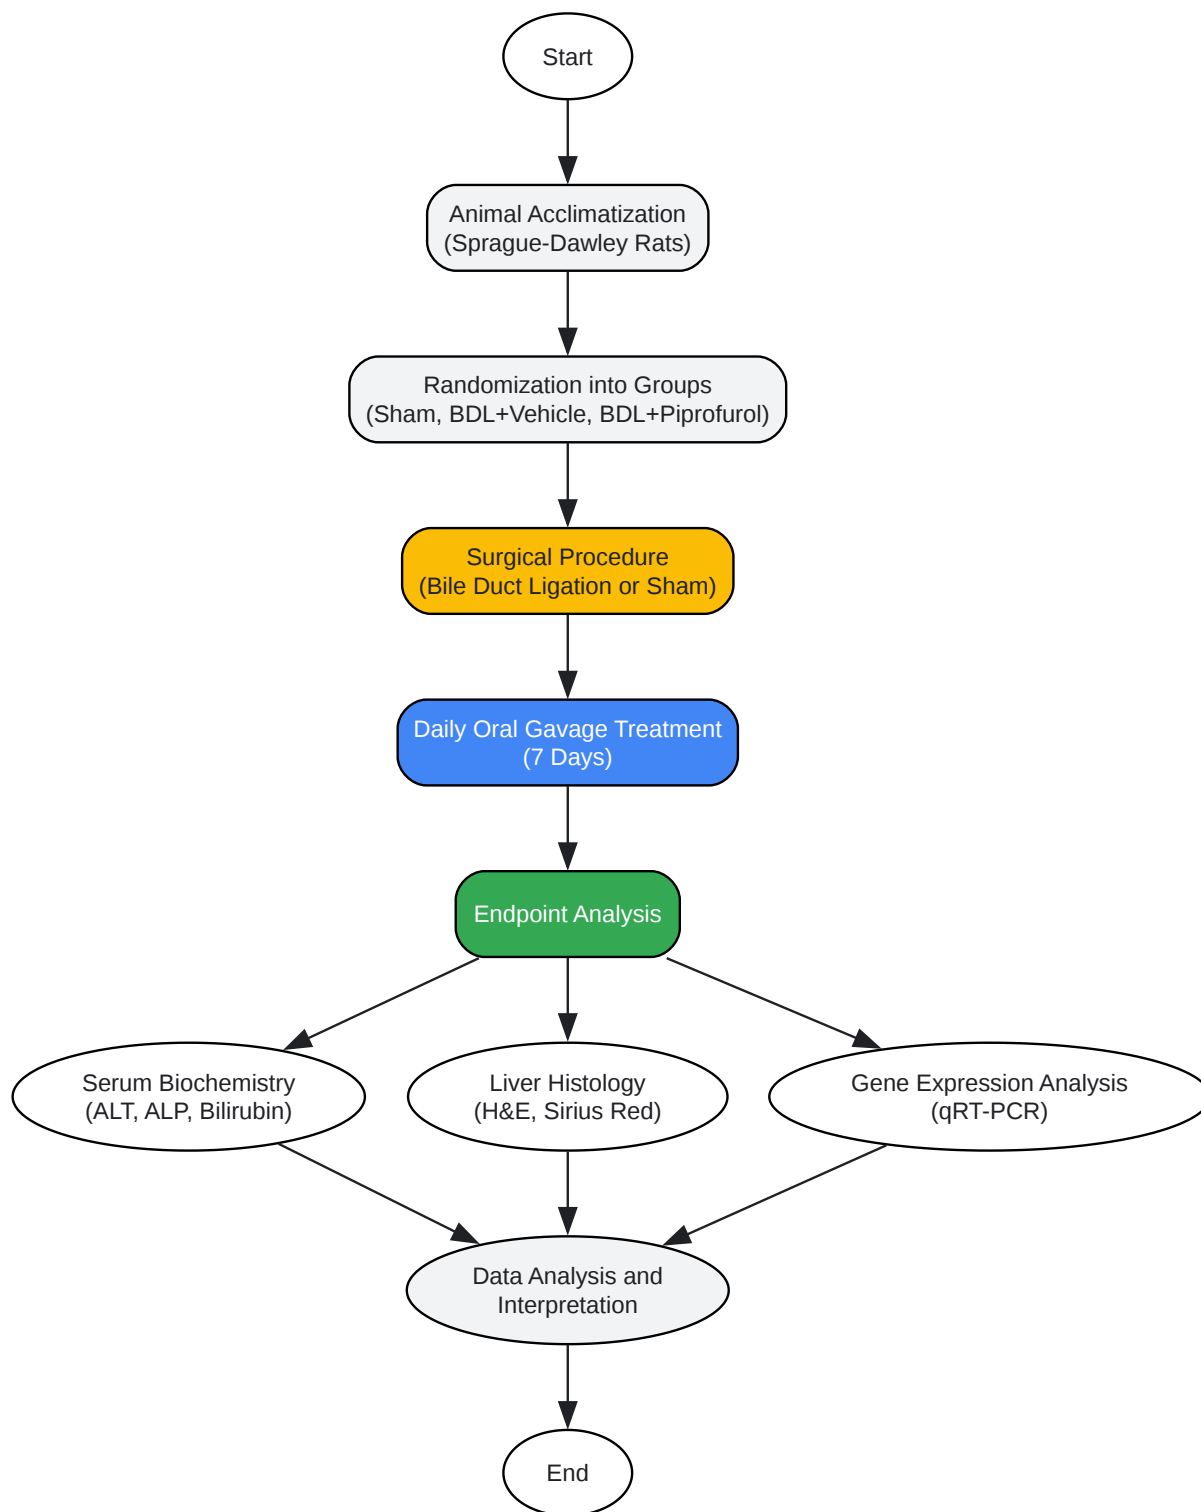 Start
Animal Acclimatization
(Sprague-Dawley Rats)
Randomization into Groups
(Sham, BDL+Vehicle, BDL+Piprofurol)
Surgical Procedure
(Bile Duct Ligation or Sham)
Daily Oral Gavage Treatment
(7 Days)
Endpoint Analysis
Serum Biochemistry
(ALT, ALP, Bilirubin)
Liver Histology
(H&E, Sirius Red)
Gene Expression Analysis
(qRT-PCR)
Data Analysis and
Interpretation
End